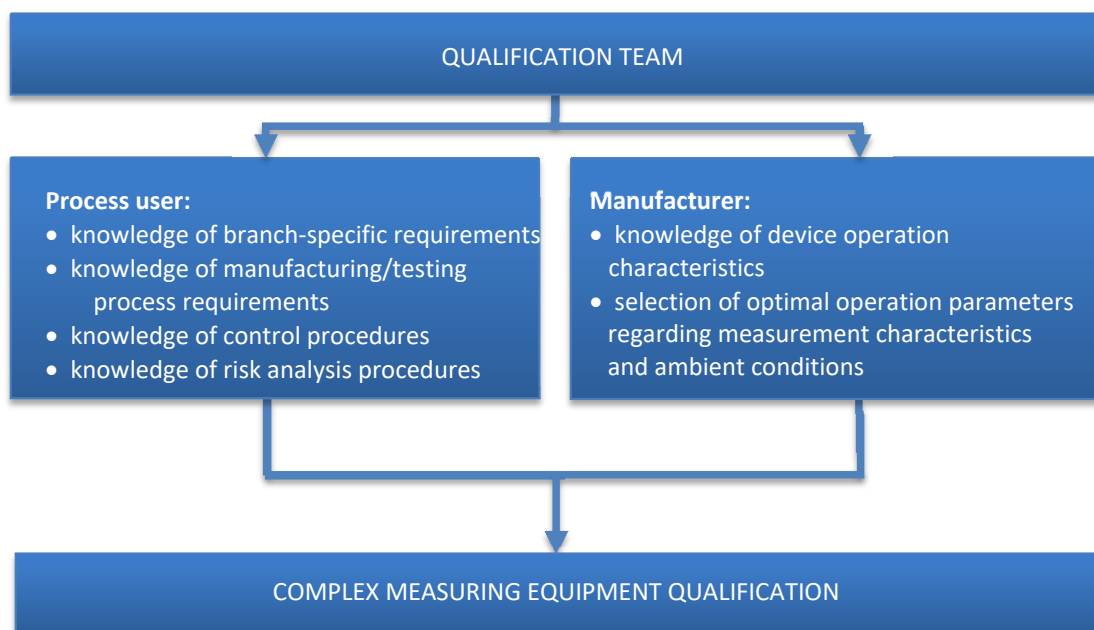 QUALIFICATION TEAM
Process user:
• knowledge of branch-specific requirements
• knowledge of manufacturing/testing
process requirements
• knowledge of control procedures
• knowledge of risk analysis procedures
Manufacturer:
• knowledge of device operation
characteristics
• selection of optimal operation parameters
regarding measurement characteristics
and ambient conditions
COMPLEX MEASURING EQUIPMENT QUALIFICATION